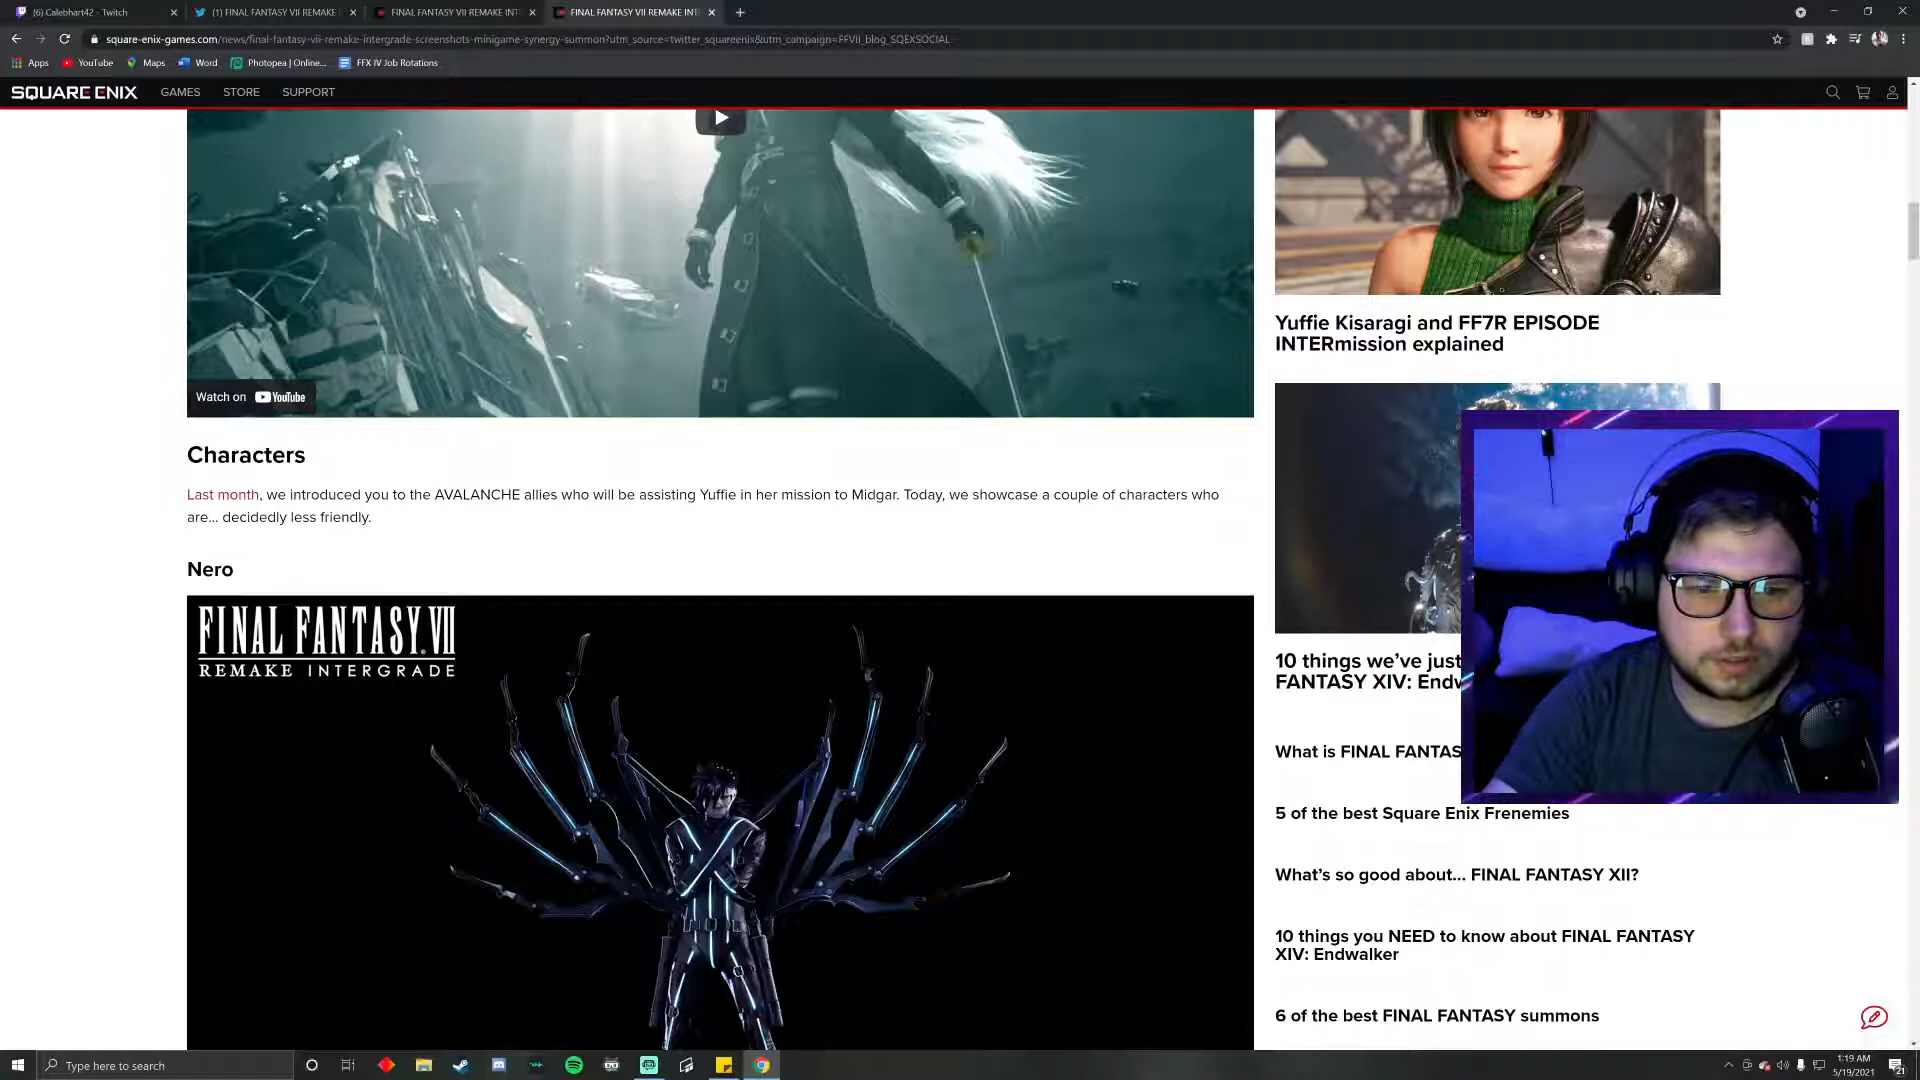 (6) Calebhart42 - Twitch
(1) FINAL FANTASY VII REMAKE
FINAL FANTASY VII REMAKE INT
FINAL FANTASY VII REMAKE INT
square-enix-games.com/news/final-fantasy-vii-remake-intergrade-screenshots-minigame-synergy-summon?utm_source=twitter_squareenix&utm_campaign=FFVII_blog_SQEXSOCIAL
Apps
YouTube
Maps
Word
Photopea | Online...
FFX IV Job Rotations
SQUARE ENIX
GAMES
STORE
SUPPORT
Watch on YouTube
Characters
Last month, we introduced you to the AVALANCHE allies who will be assisting Yuffie in her mission to Midgar. Today, we showcase a couple of characters who
are... decidedly less friendly.
Nero
FINAL FANTASY VII
REMAKE INTERGRADE
Yuffie Kisaragi and FF7R EPISODE
INTERmission explained
10 things we've just
FANTASY XIV: Endw
What is FINAL FANTAS
5 of the best Square Enix Frenemies
What's so good about... FINAL FANTASY XII?
10 things you NEED to know about FINAL FANTASY
XIV: Endwalker
6 of the best FINAL FANTASY summons
Type here to search
1:19 AM
5/19/2021
21